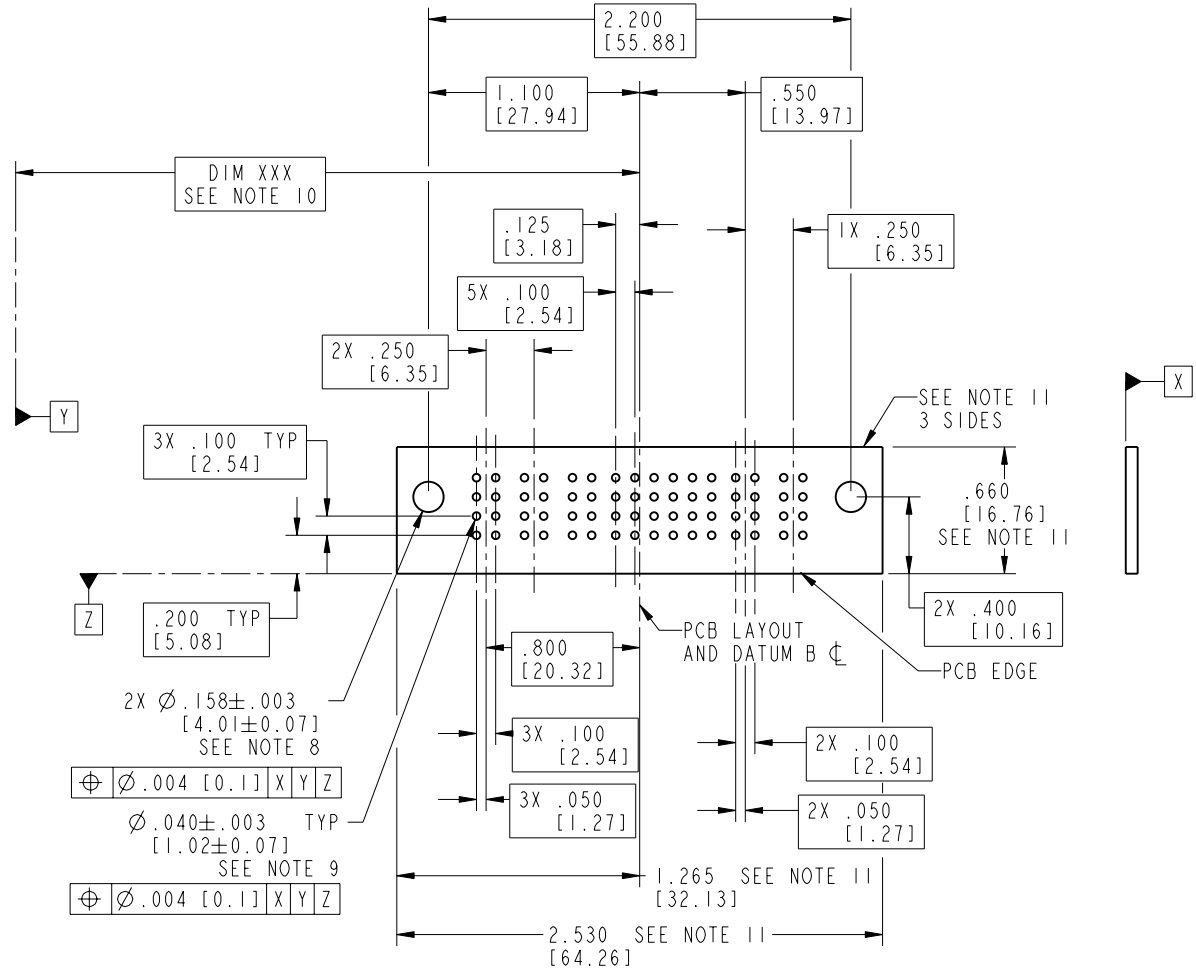 2.200
[55.88]
1.100
[27.94]
.550
[13.97]
DIM XXX
SEE NOTE 10
.125
[3.18]
1X .250
[6.35]
5X .100
[2.54]
2X .250
[6.35]
X
Y
SEE NOTE 11
3 SIDES
3X .100 TYP
[2.54]
.660
[16.76]
SEE NOTE 11
Z
.200 TYP
[5.08]
2X .400
[10.16]
.800
[20.32]
PCB LAYOUT
AND DATUM B ℄
PCB EDGE
2X Ø.158±.003
[4.01±0.07]
SEE NOTE 8
3X .100
[2.54]
2X .100
[2.54]
⌖ Ø.004 [0.1] X Y Z
3X .050
[1.27]
2X .050
[1.27]
Ø.040±.003 TYP
[1.02±0.07]
SEE NOTE 9
⌖ Ø.004 [0.1] X Y Z
1.265 SEE NOTE 11
[32.13]
2.530 SEE NOTE 11
[64.26]